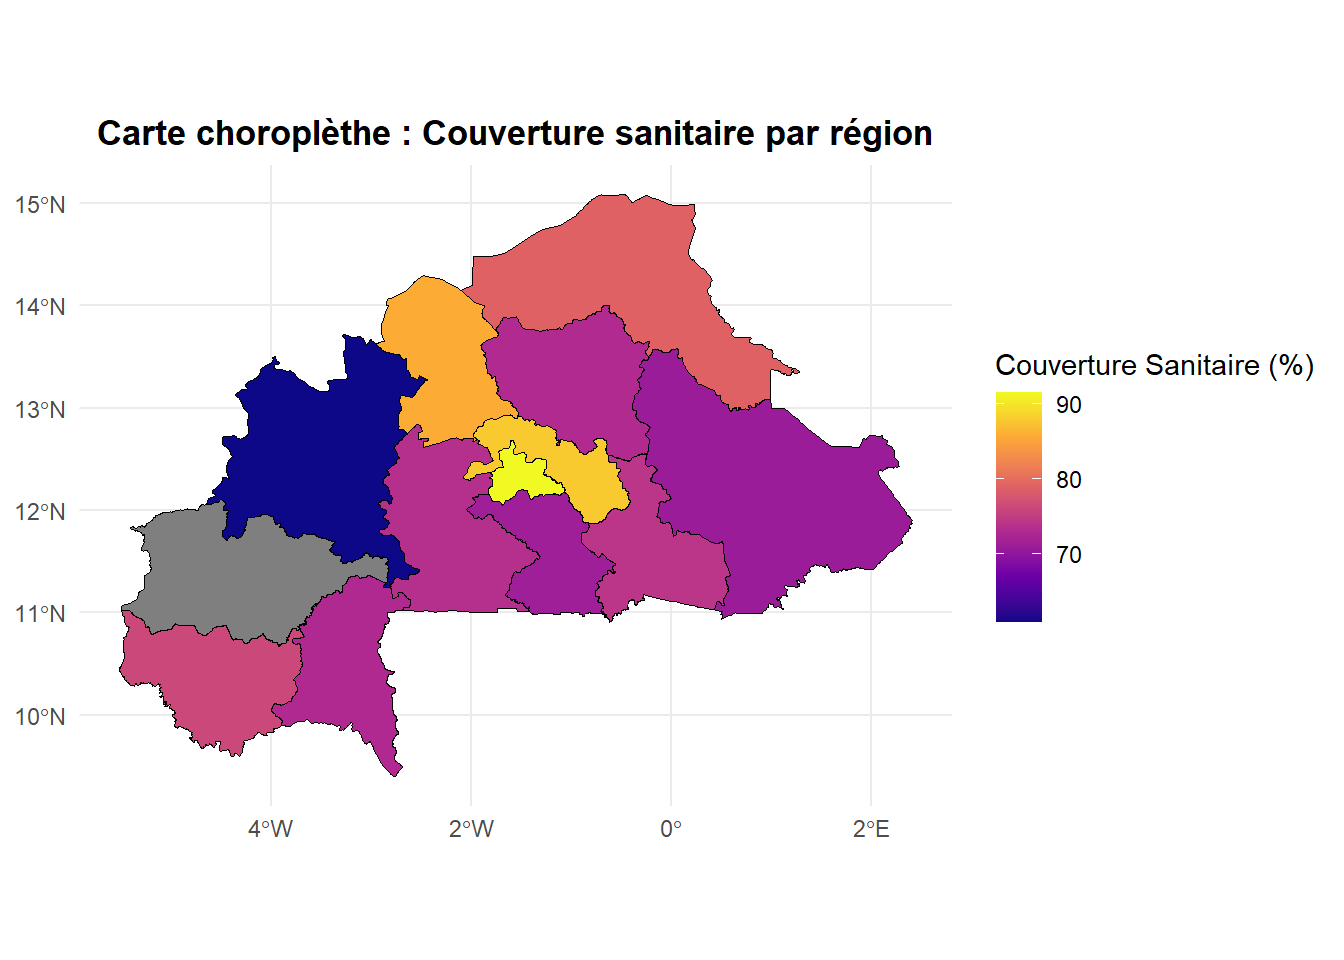 Carte choroplèthe : Couverture sanitaire par région
15°N
14°N
13°N
12°N
11°N
10°N
4°W
2°W
0°
2°E
Couverture Sanitaire (%)
90
80
70